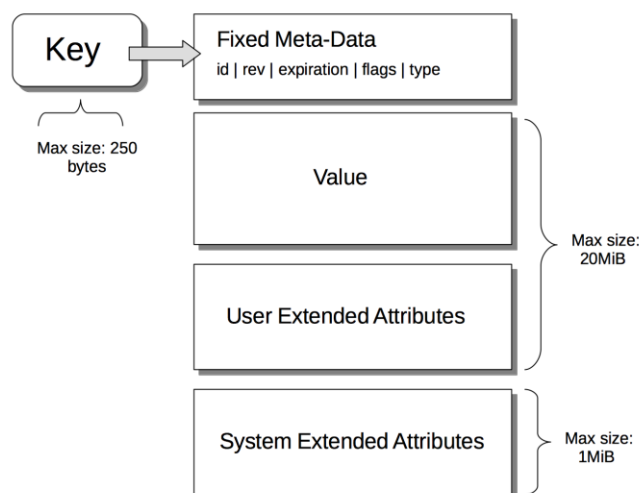 Key
Fixed Meta-Data
id | rev | expiration | flags | type
Max size: 250
bytes
Value
Max size:
20MiB
User Extended Attributes
System Extended Attributes
Max size:
1MiB